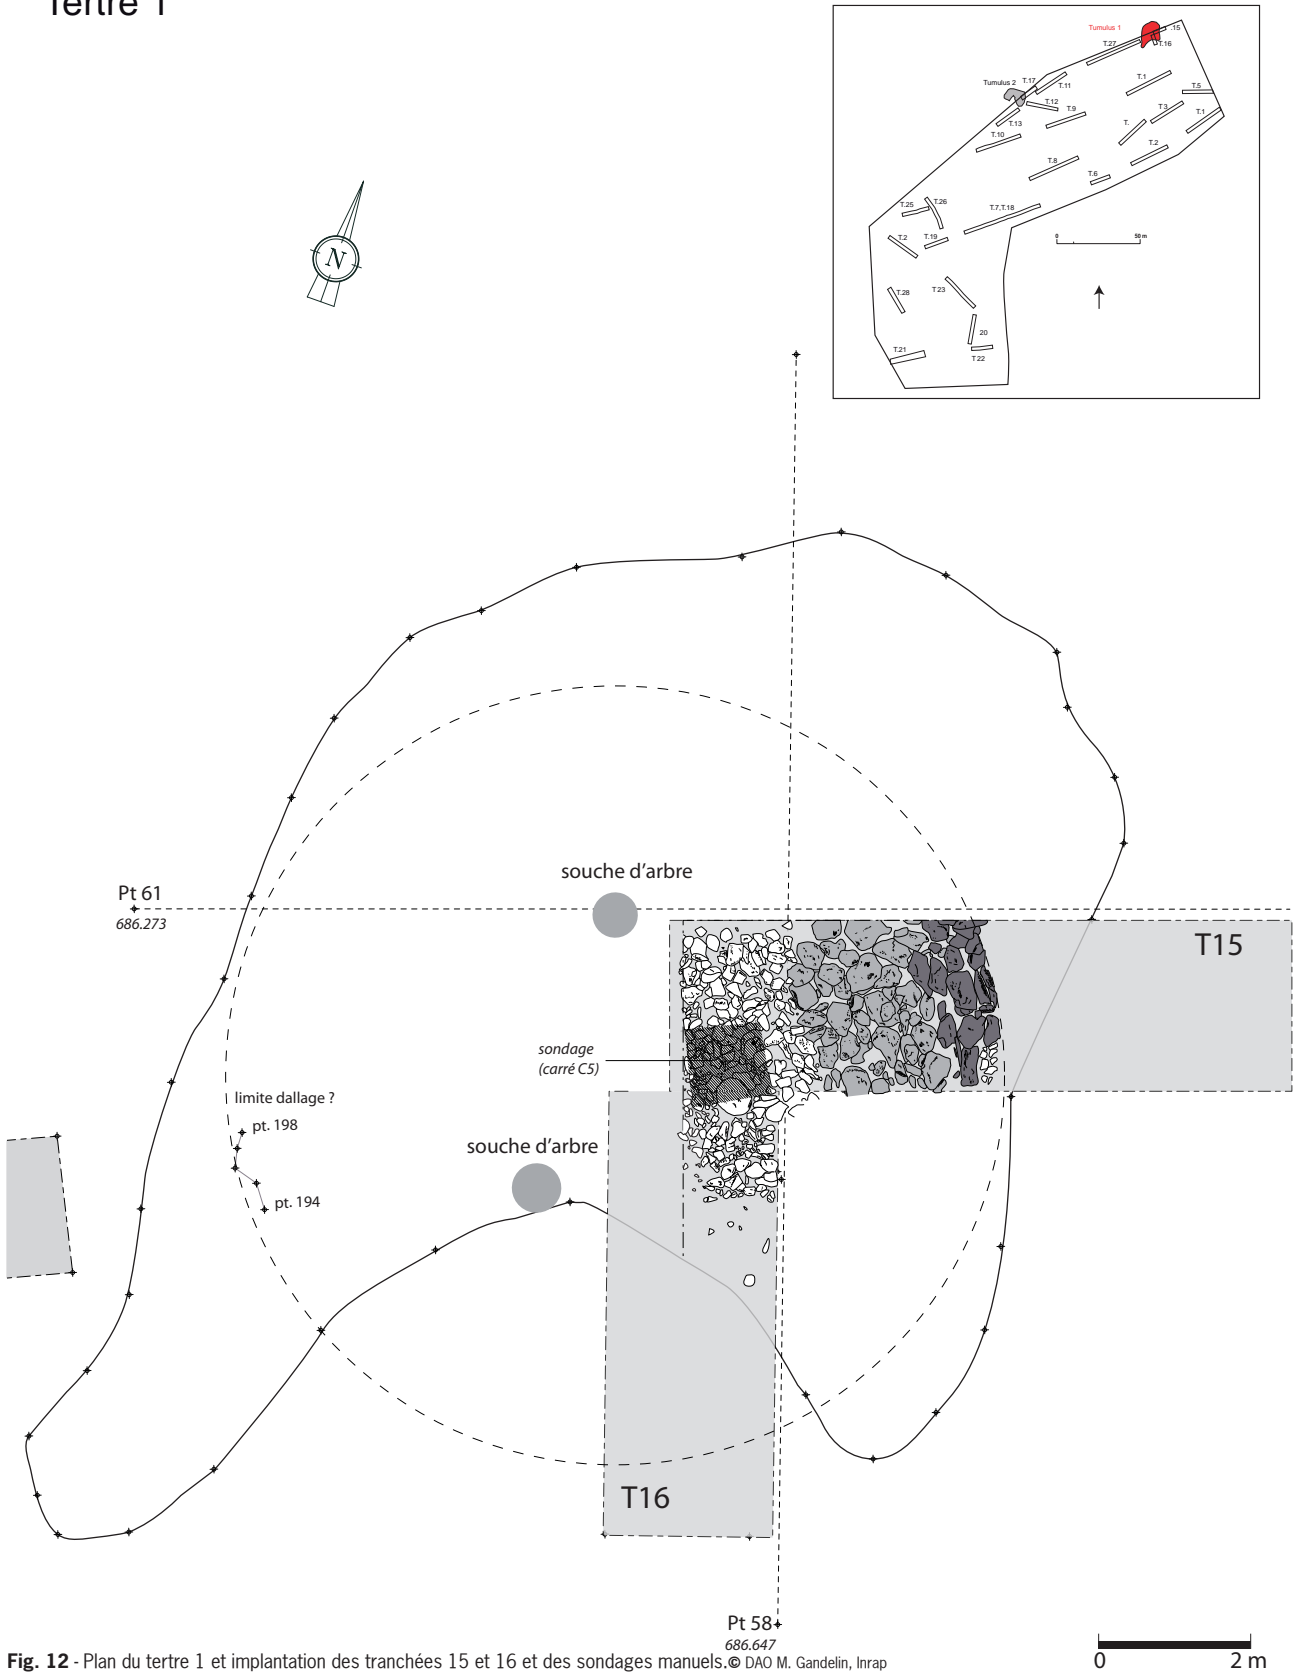 Tertre 1
Tumulus 1
.15
T.27
T.16
Tumulus 2
T.17
T.11
T.1
T.5
T.12
T.9
T.3
T.1
T.13
T.
T.10
T.2
T.8
T.6
T.25
T.26
T.7,T.18
T.2
T.19
0
50 m
T.28
T 23
20
T.21
T 22
N
souche d'arbre
Pt 61
686.273
T15
sondage
(carré C5)
limite dallage ?
pt. 198
souche d'arbre
pt. 194
T16
Pt 58
686.647
Fig. 12 - Plan du tertre 1 et implantation des tranchées 15 et 16 et des sondages manuels.© DAO M. Gandelin, Inrap
0
2 m